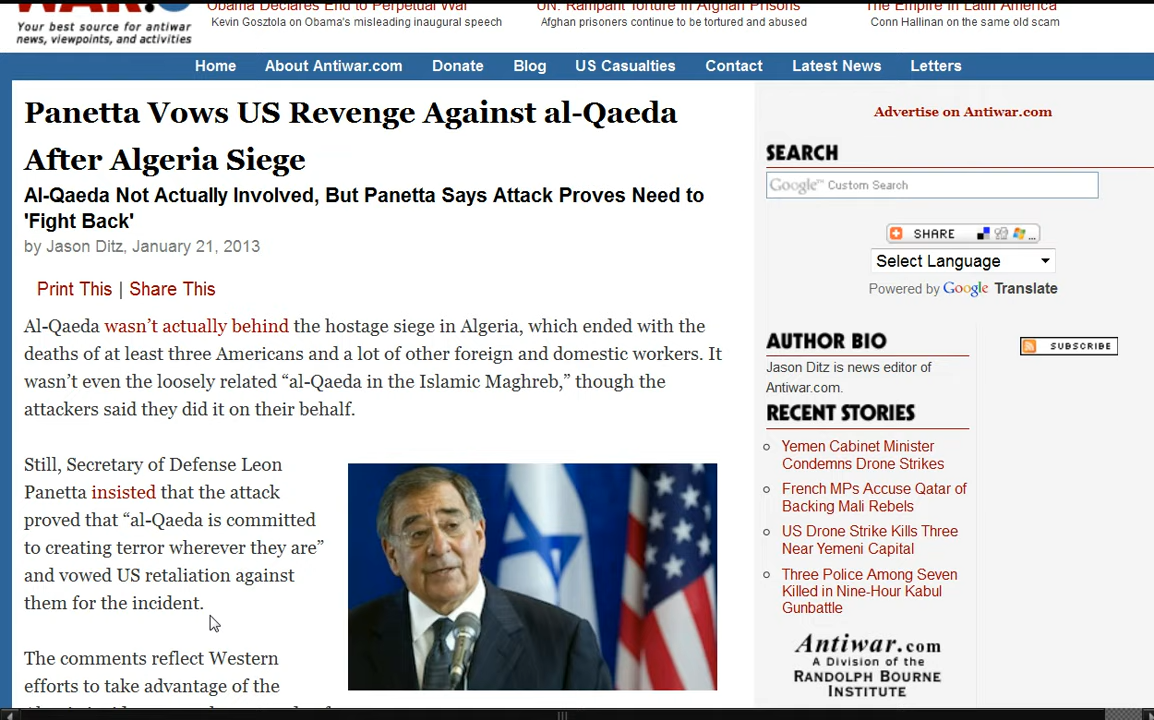 WAR.
Obama Declares End to Perpetual War
UN: Rampant Torture in Afghan Prisons
The Empire in Latin America
Your best source for antiwar
news, viewpoints, and activities
Kevin Gosztola on Obama's misleading inaugural speech
Afghan prisoners continue to be tortured and abused
Conn Hallinan on the same old scam
Home About Antiwar.com Donate Blog US Casualties Contact Latest News Letters
Panetta Vows US Revenge Against al-Qaeda
After Algeria Siege
Al-Qaeda Not Actually Involved, But Panetta Says Attack Proves Need to
'Fight Back'
by Jason Ditz, January 21, 2013
Print This | Share This
Al-Qaeda wasn't actually behind the hostage siege in Algeria, which ended with the
deaths of at least three Americans and a lot of other foreign and domestic workers. It
wasn't even the loosely related “al-Qaeda in the Islamic Maghreb,” though the
attackers said they did it on their behalf.
Still, Secretary of Defense Leon
Panetta insisted that the attack
proved that “al-Qaeda is committed
to creating terror wherever they are”
and vowed US retaliation against
them for the incident.
The comments reflect Western
efforts to take advantage of the
Advertise on Antiwar.com
SEARCH
Google™ Custom Search
SHARE
Select Language
Powered by Google Translate
AUTHOR BIO
Jason Ditz is news editor of
Antiwar.com.
SUBSCRIBE
RECENT STORIES
Yemen Cabinet Minister
Condemns Drone Strikes
French MPs Accuse Qatar of
Backing Mali Rebels
US Drone Strike Kills Three
Near Yemeni Capital
Three Police Among Seven
Killed in Nine-Hour Kabul
Gunbattle
Antiwar.com
A Division of the
RANDOLPH BOURNE
INSTITUTE